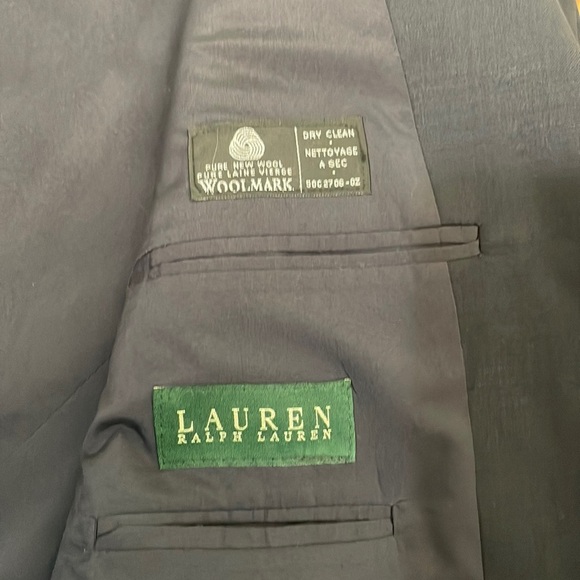 PURE NEW WOOL
PURE LAINE VIERGE
WOOLMARK
DRY CLEAN
NETTOYAGE
A SEC
LAUREN
RALPH LAUREN